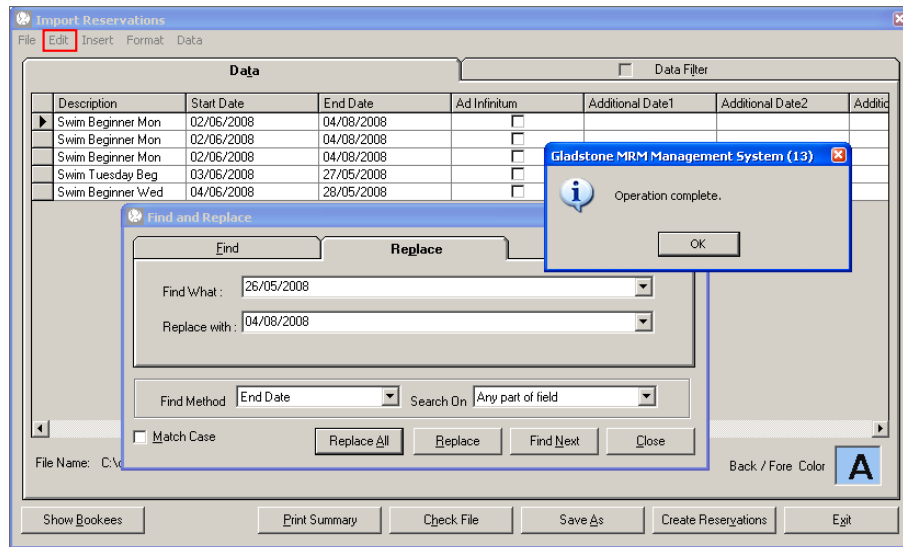 Import Reservations
File Edit Insert Format Data
Data Data Filter
Description Start Date End Date Ad Infinitum Additional Date1 Additional Date2
Swim Beginner Mon 02/06/2008 04/08/2008
Swim Beginner Mon 02/06/2008 04/08/2008
Swim Beginner Mon 02/06/2008 04/08/2008
Swim Tuesday Beg 03/06/2008 27/05/2008
Swim Beginner Wed 04/06/2008 28/05/2008
Gladstone MRM Management System (13)
Operation complete.
OK
Find and Replace
Find Replace
Find What : 26/05/2008
Replace with : 04/08/2008
Find Method End Date Search On Any part of field
Match Case Replace All Replace Find Next Close
File Name: C:\ Back / Fore Color A
Show Bookees Print Summary Check File Save As Create Reservations Exit